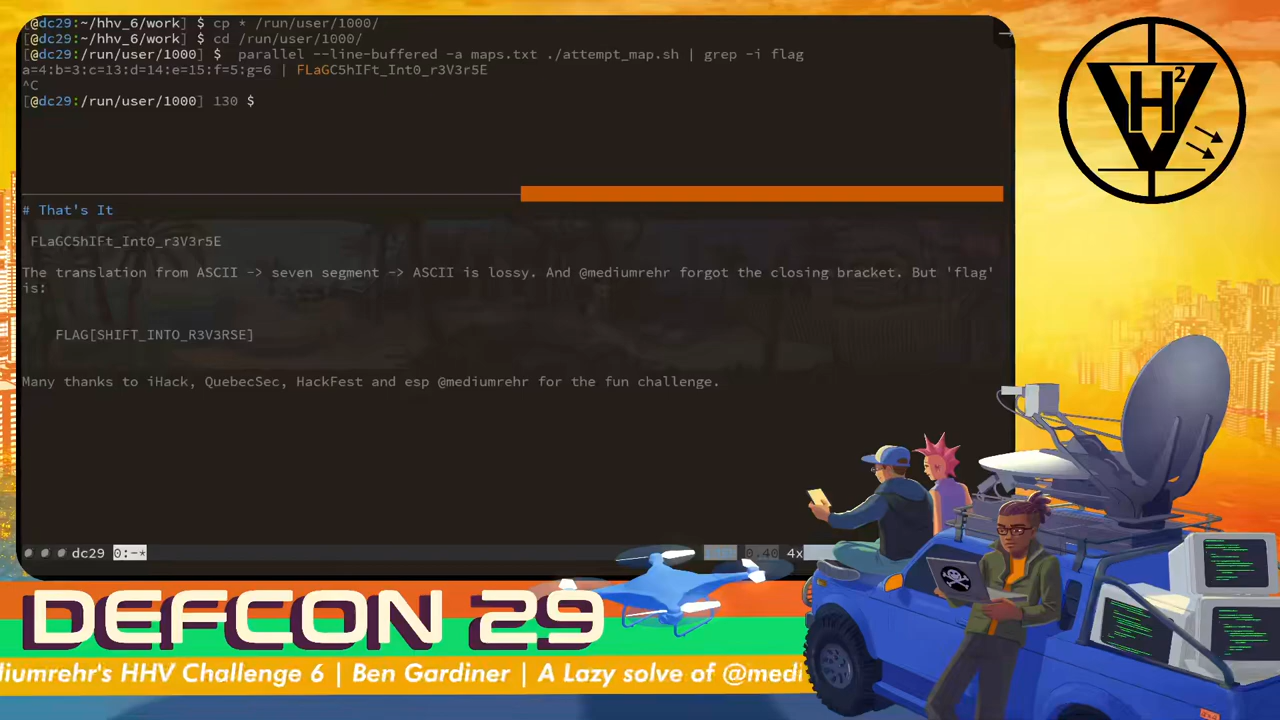 [@dc29:~/hhv_6/work] $ cp * /run/user/1000/
[@dc29:~/hhv_6/work] $ cd /run/user/1000/
[@dc29:/run/user/1000] $  parallel --line-buffered -a maps.txt ./attempt_map.sh | grep -i flag
a=4:b=3:c=13:d=14:e=15:f=5:g=6 | FLaGC5hIFt_Int0_r3V3r5E
^C
[@dc29:/run/user/1000] 130 $
# That's It
FLaGC5hIFt_Int0_r3V3r5E
The translation from ASCII -> seven segment -> ASCII is lossy. And @mediumrehr forgot the closing bracket. But 'flag'
is:
FLAG[SHIFT_INTO_R3V3RSE]
Many thanks to iHack, QuebecSec, HackFest and esp @mediumrehr for the fun challenge.
dc29 0:-* 0.40 4x
H2V
DEFCON 29
diumrehr's HHV Challenge 6 | Ben Gardiner | A Lazy solve of @medi